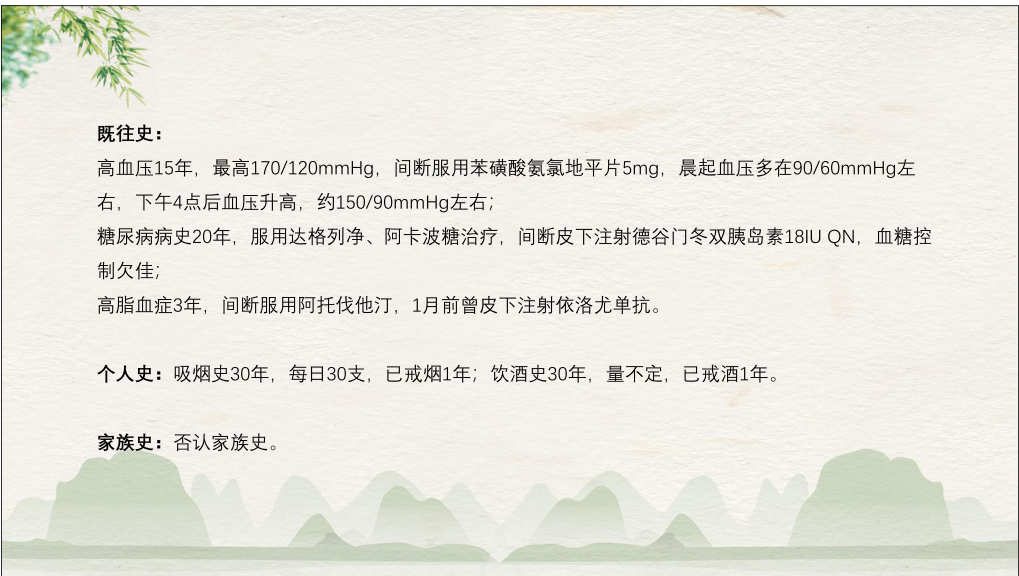 既往史：
高血压15年，最高170/120mmHg，间断服用苯磺酸氨氯地平片5mg，晨起血压多在90/60mmHg左
右，下午4点后血压升高，约150/90mmHg左右；
糖尿病病史20年，服用达格列净、阿卡波糖治疗，间断皮下注射德谷门冬双胰岛素18IU QN，血糖控
制欠佳；
高脂血症3年，间断服用阿托伐他汀，1月前曾皮下注射依洛尤单抗。
个人史：吸烟史30年，每日30支，已戒烟1年；饮酒史30年，量不定，已戒酒1年。
家族史：否认家族史。